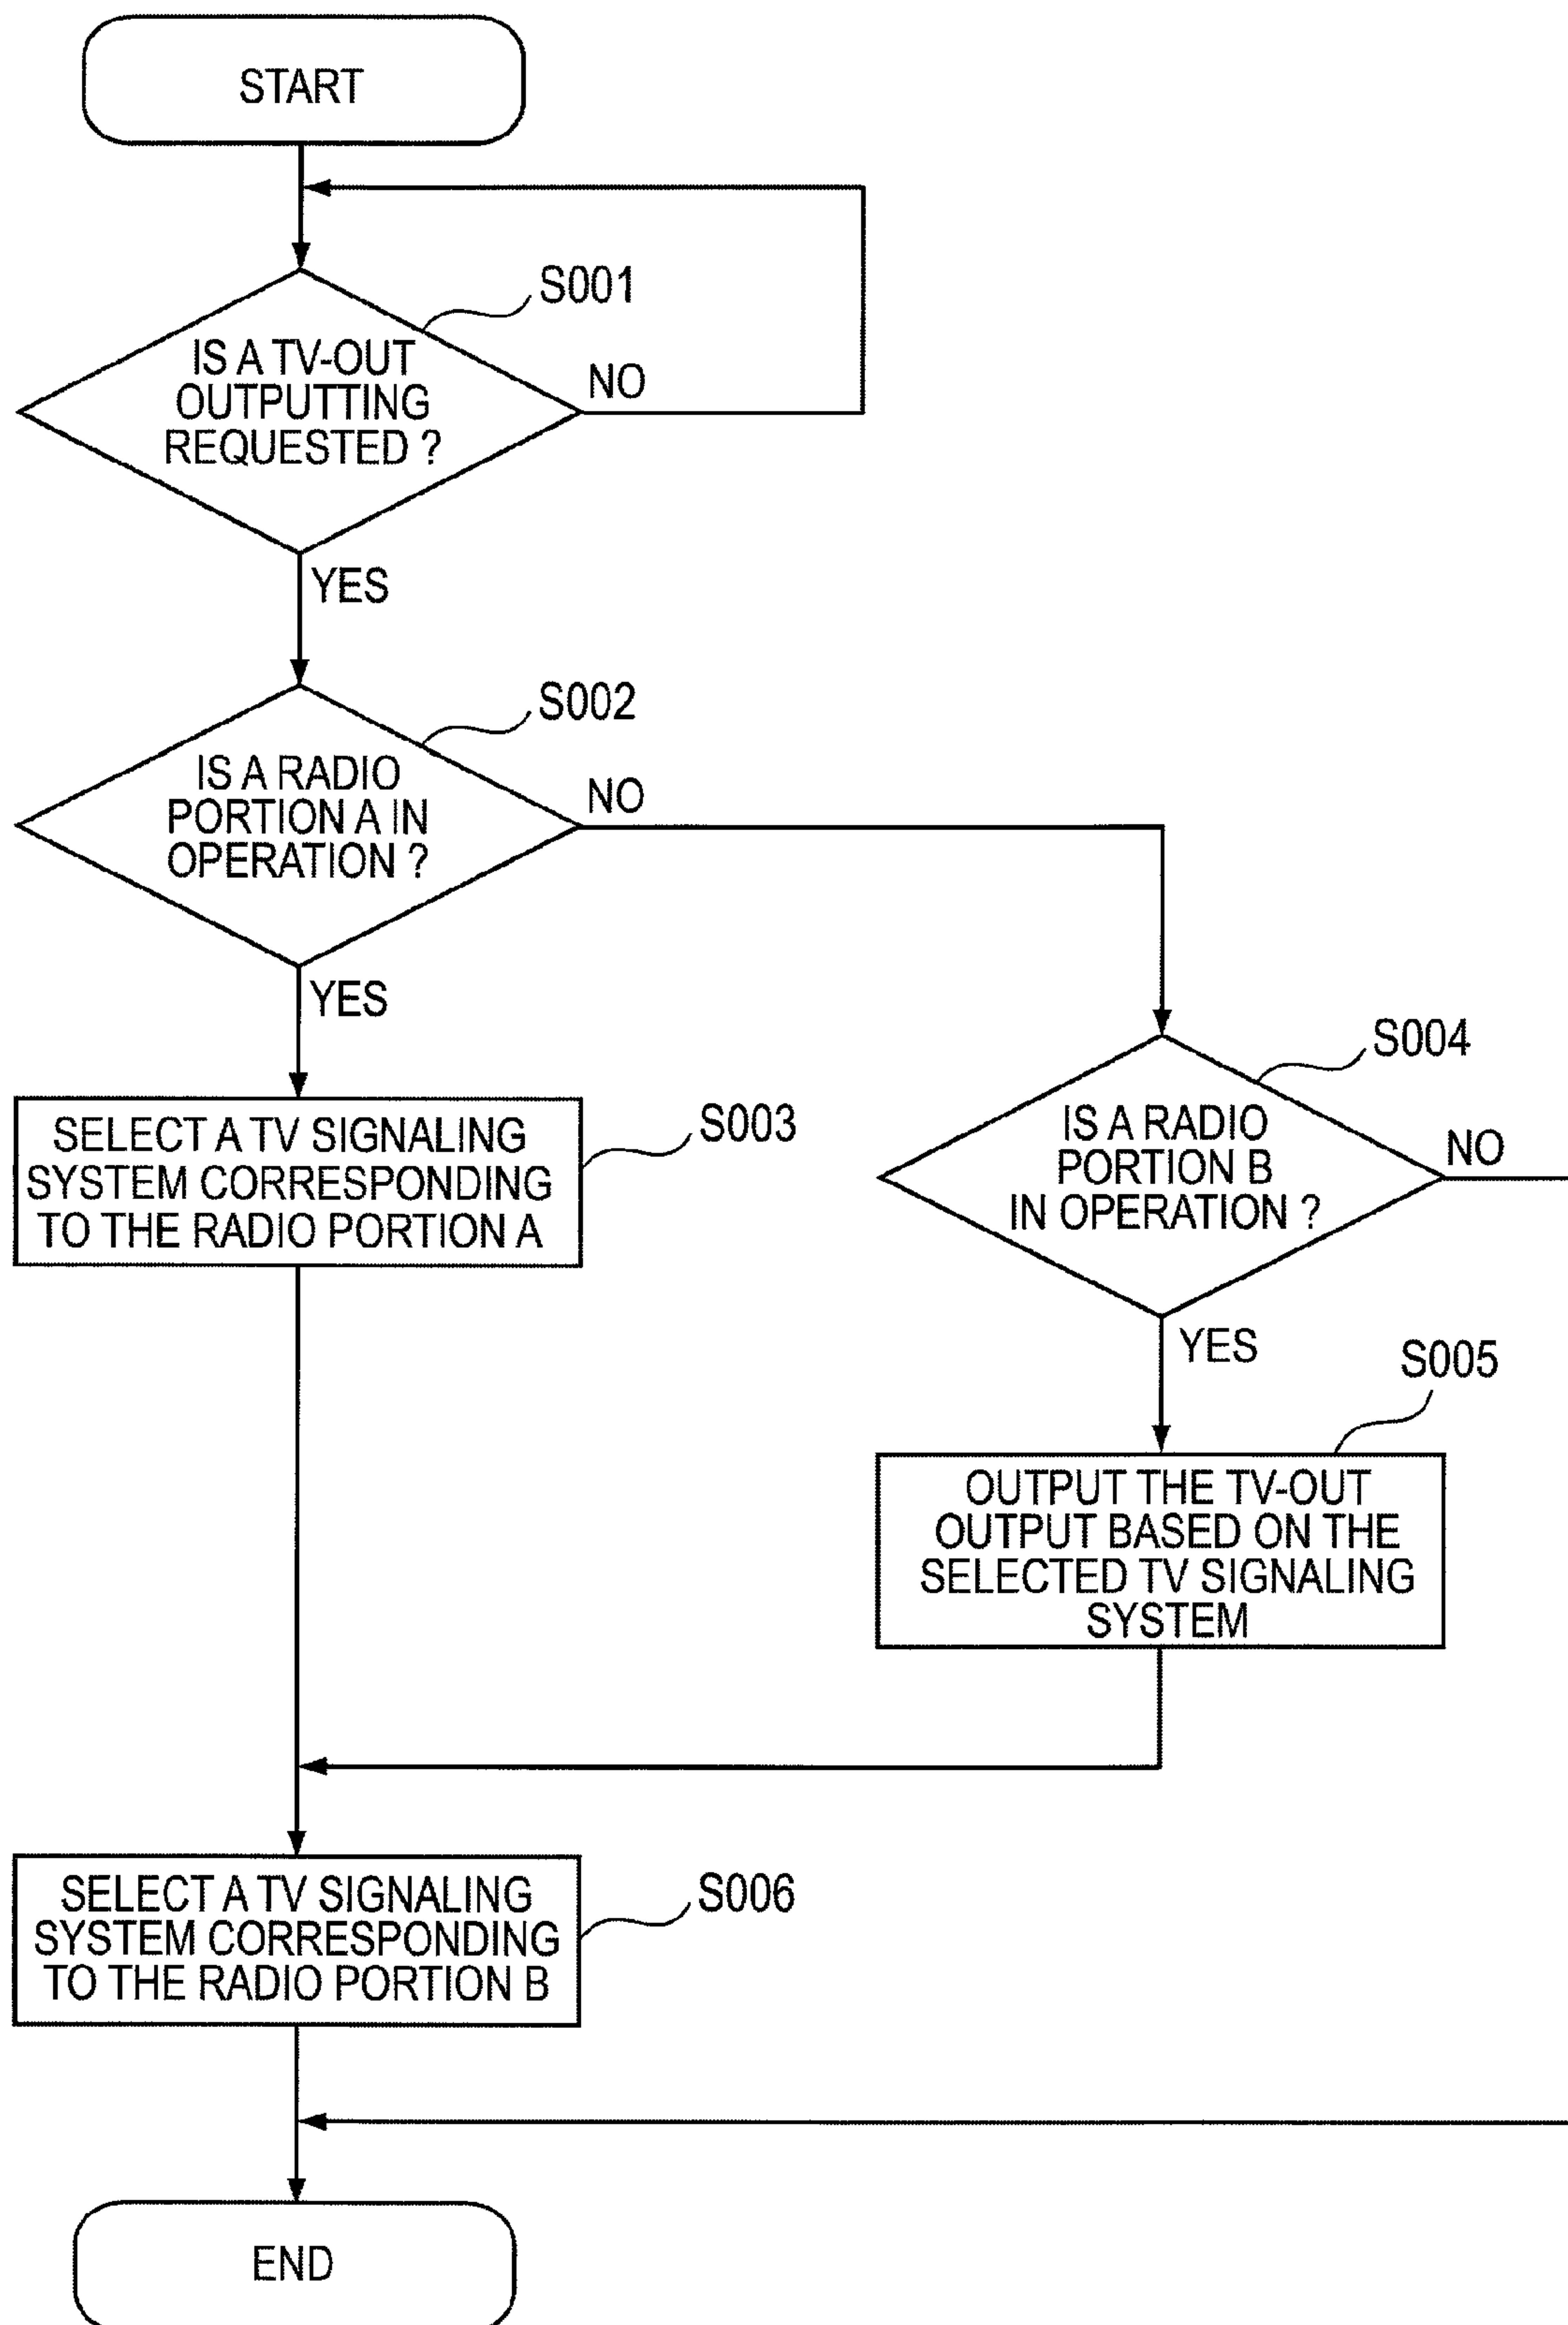 START
S001
IS A TV-OUT
OUTPUTTING
REQUESTED ?
NO
YES
S002
IS A RADIO
PORTION A IN
OPERATION ?
NO
YES
S003
SELECT A TV SIGNALING
SYSTEM CORRESPONDING
TO THE RADIO PORTION A
S004
IS A RADIO
PORTION B
IN OPERATION ?
NO
YES
S005
OUTPUT THE TV-OUT
OUTPUT BASED ON THE
SELECTED TV SIGNALING
SYSTEM
S006
SELECT A TV SIGNALING
SYSTEM CORRESPONDING
TO THE RADIO PORTION B
END